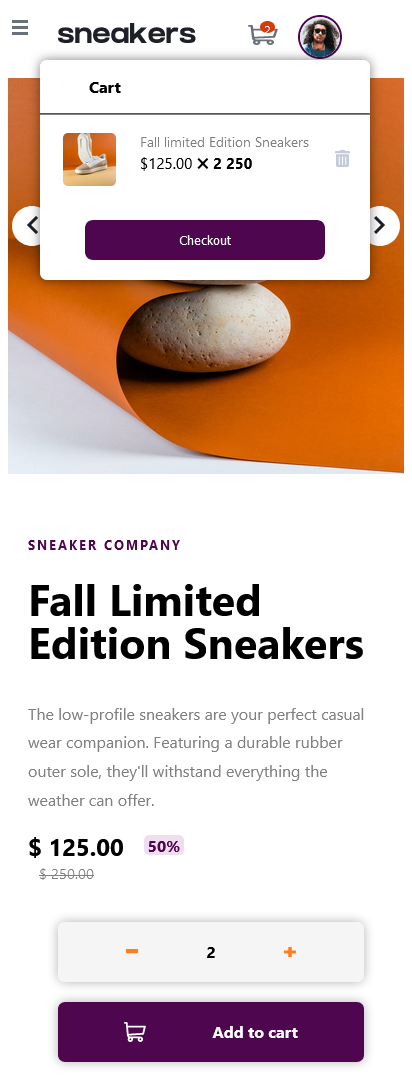 sneakers
2
Cart
Fall limited Edition Sneakers
$125.00 × 2 250
Checkout
SNEAKER COMPANY
Fall Limited
Edition Sneakers
The low-profile sneakers are your perfect casual
wear companion. Featuring a durable rubber
outer sole, they'll withstand everything the
weather can offer.
$ 125.00 50%
$ 250.00
2
Add to cart